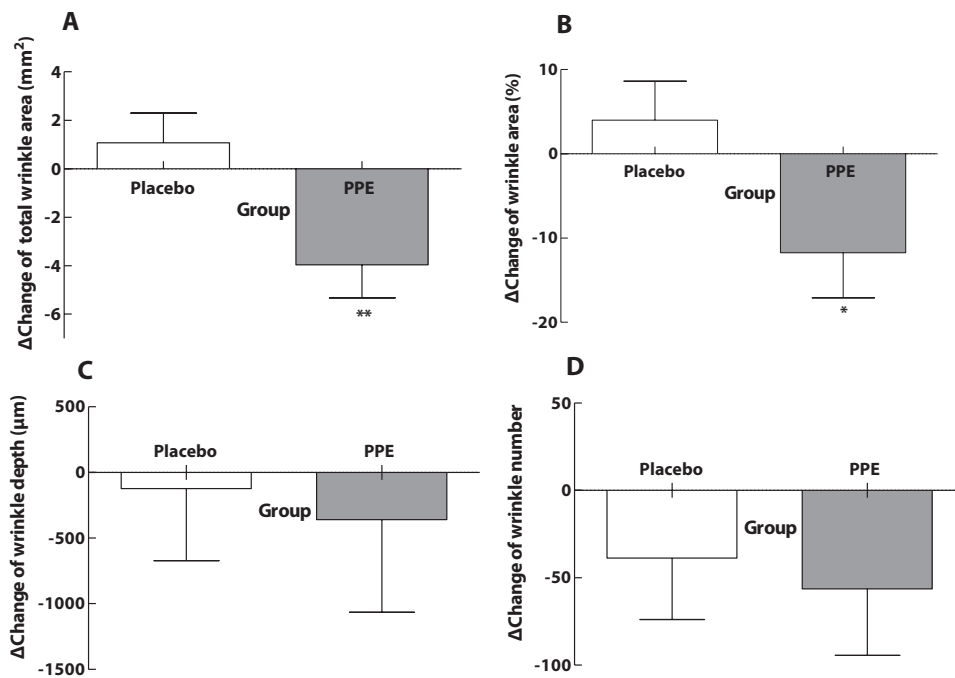 A
ΔChange of total wrinkle area (mm²)
4
2
0
-2
-4
-6
Placebo
PPE
Group
**
B
ΔChange of wrinkle area (%)
10
0
-10
-20
Placebo
PPE
Group
*
C
ΔChange of wrinkle depth (μm)
500
0
-500
-1000
-1500
Placebo
PPE
Group
D
ΔChange of wrinkle number
50
0
-50
-100
Placebo
PPE
Group